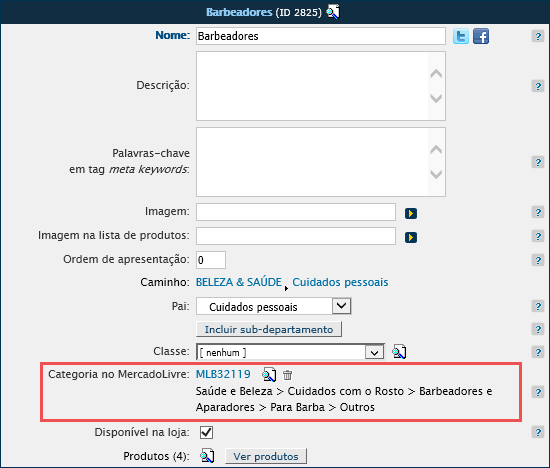 Barbeadores (ID 2825)
Nome: Barbeadores ?
Descrição: ?
Palavras-chave
em tag meta keywords: ?
Imagem: ?
Imagem na lista de produtos: ?
Ordem de apresentação: 0 ?
Caminho: BELEZA & SAÚDE , Cuidados pessoais
Pai: Cuidados pessoais ?
Incluir sub-departamento ?
Classe: [ nenhum ] ?
Categoria no MercadoLivre: MLB32119
Saúde e Beleza > Cuidados com o Rosto > Barbeadores e ?
Aparadores > Para Barba > Outros
Disponível na loja: ?
Produtos (4): Ver produtos ?